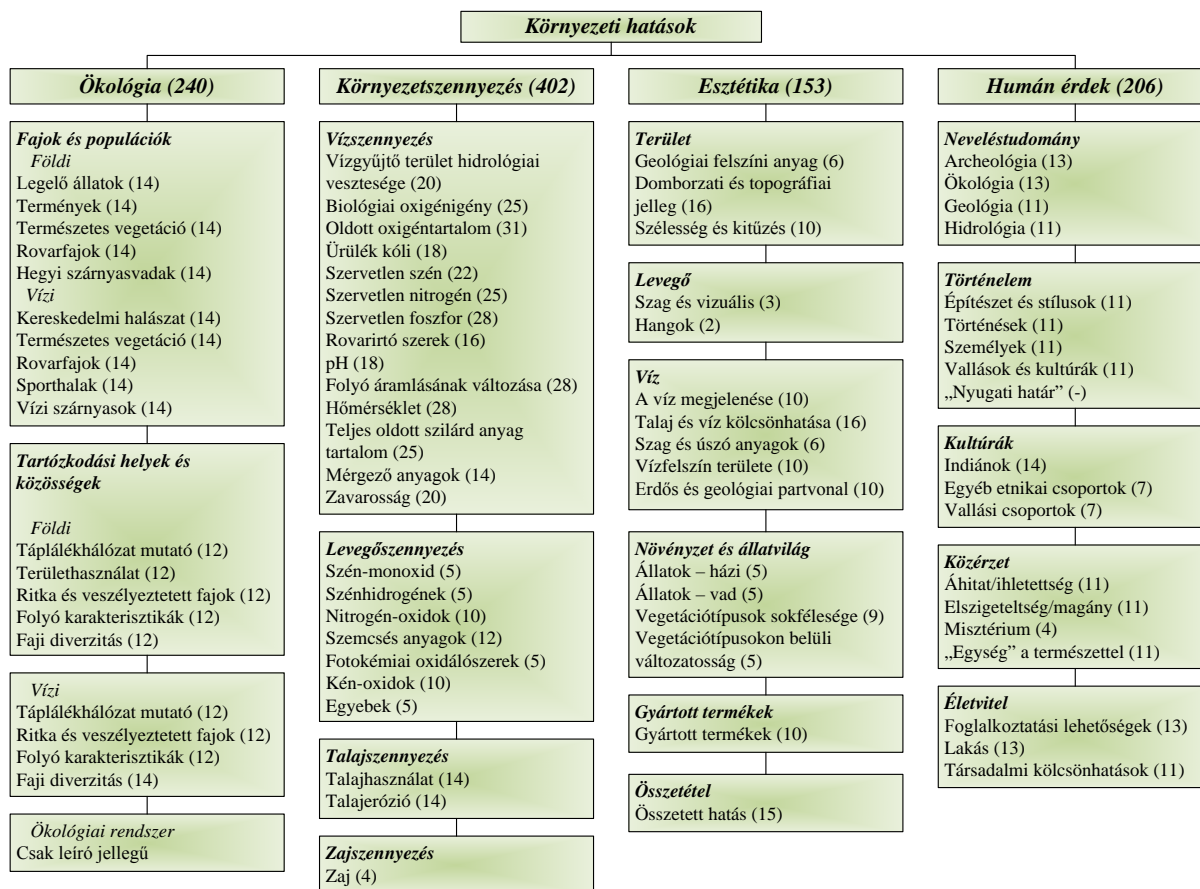 Környezeti hatások
Ökológia (240)
Fajok és populációk
Földi
Legelő állatok (14)
Termények (14)
Természetes vegetáció (14)
Rovarfajok (14)
Hegyi szárnyasvadak (14)
Vízi
Kereskedelmi halászat (14)
Természetes vegetáció (14)
Rovarfajok (14)
Sporthalak (14)
Vízi szárnyasok (14)
Tartózkodási helyek és
közösségek
Földi
Táplálékhálózat mutató (12)
Területhasználat (12)
Ritka és veszélyeztetett fajok (12)
Folyó karakterisztikák (12)
Faji diverzitás (12)
Vízi
Táplálékhálózat mutató (12)
Ritka és veszélyeztetett fajok (12)
Folyó karakterisztikák (12)
Faji diverzitás (14)
Ökológiai rendszer
Csak leíró jellegű
Környezetszennyezés (402)
Vízszennyezés
Vízgyűjtő terület hidrológiai
vesztesége (20)
Biológiai oxigénigény (25)
Oldott oxigéntartalom (31)
Ürülék kóli (18)
Szervetlen szén (22)
Szervetlen nitrogén (25)
Szervetlen foszfor (28)
Rovarirtó szerek (16)
pH (18)
Folyó áramlásának változása (28)
Hőmérséklet (28)
Teljes oldott szilárd anyag
tartalom (25)
Mérgező anyagok (14)
Zavarosság (20)
Levegőszennyezés
Szén-monoxid (5)
Szénhidrogének (5)
Nitrogén-oxidok (10)
Szemcsés anyagok (12)
Fotokémiai oxidálószerek (5)
Kén-oxidok (10)
Egyebek (5)
Talajszennyezés
Talajhasználat (14)
Talajerózió (14)
Zajszennyezés
Zaj (4)
Esztétika (153)
Terület
Geológiai felszíni anyag (6)
Domborzati és topográfiai
jelleg (16)
Szélesség és kitűzés (10)
Levegő
Szag és vizuális (3)
Hangok (2)
Víz
A víz megjelenése (10)
Talaj és víz kölcsönhatása (16)
Szag és úszó anyagok (6)
Vízfelszín területe (10)
Erdős és geológiai partvonal (10)
Növényzet és állatvilág
Állatok – házi (5)
Állatok – vad (5)
Vegetációtípusok sokfélesége (9)
Vegetációtípusokon belüli
változatosság (5)
Gyártott termékek
Gyártott termékek (10)
Összetétel
Összetett hatás (15)
Humán érdek (206)
Neveléstudomány
Archeológia (13)
Ökológia (13)
Geológia (11)
Hidrológia (11)
Történelem
Építészet és stílusok (11)
Történések (11)
Személyek (11)
Vallások és kultúrák (11)
„Nyugati határ” (-)
Kultúrák
Indiánok (14)
Egyéb etnikai csoportok (7)
Vallási csoportok (7)
Közérzet
Áhitat/ihletettség (11)
Elszigeteltség/magány (11)
Misztérium (4)
„Egység” a természettel (11)
Életvitel
Foglalkoztatási lehetőségek (13)
Lakás (13)
Társadalmi kölcsönhatások (11)